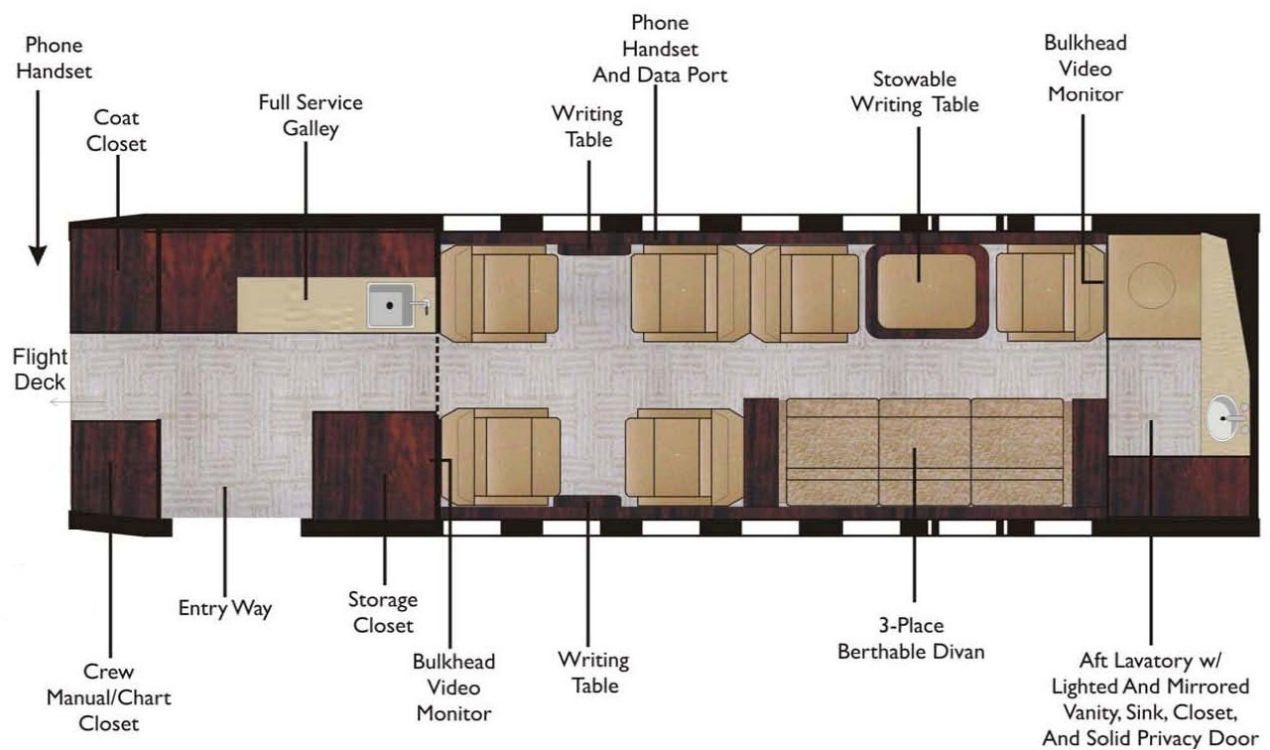 Phone
Handset
Coat
Closet
Full Service
Galley
Writing
Table
Phone
Handset
And Data Port
Stowable
Writing Table
Bulkhead
Video
Monitor
Flight
Deck
Crew
Manual/Chart
Closet
Entry Way
Storage
Closet
Bulkhead
Video
Monitor
Writing
Table
3-Place
Berthable Divan
Aft Lavatory w/
Lighted And Mirrored
Vanity, Sink, Closet,
And Solid Privacy Door